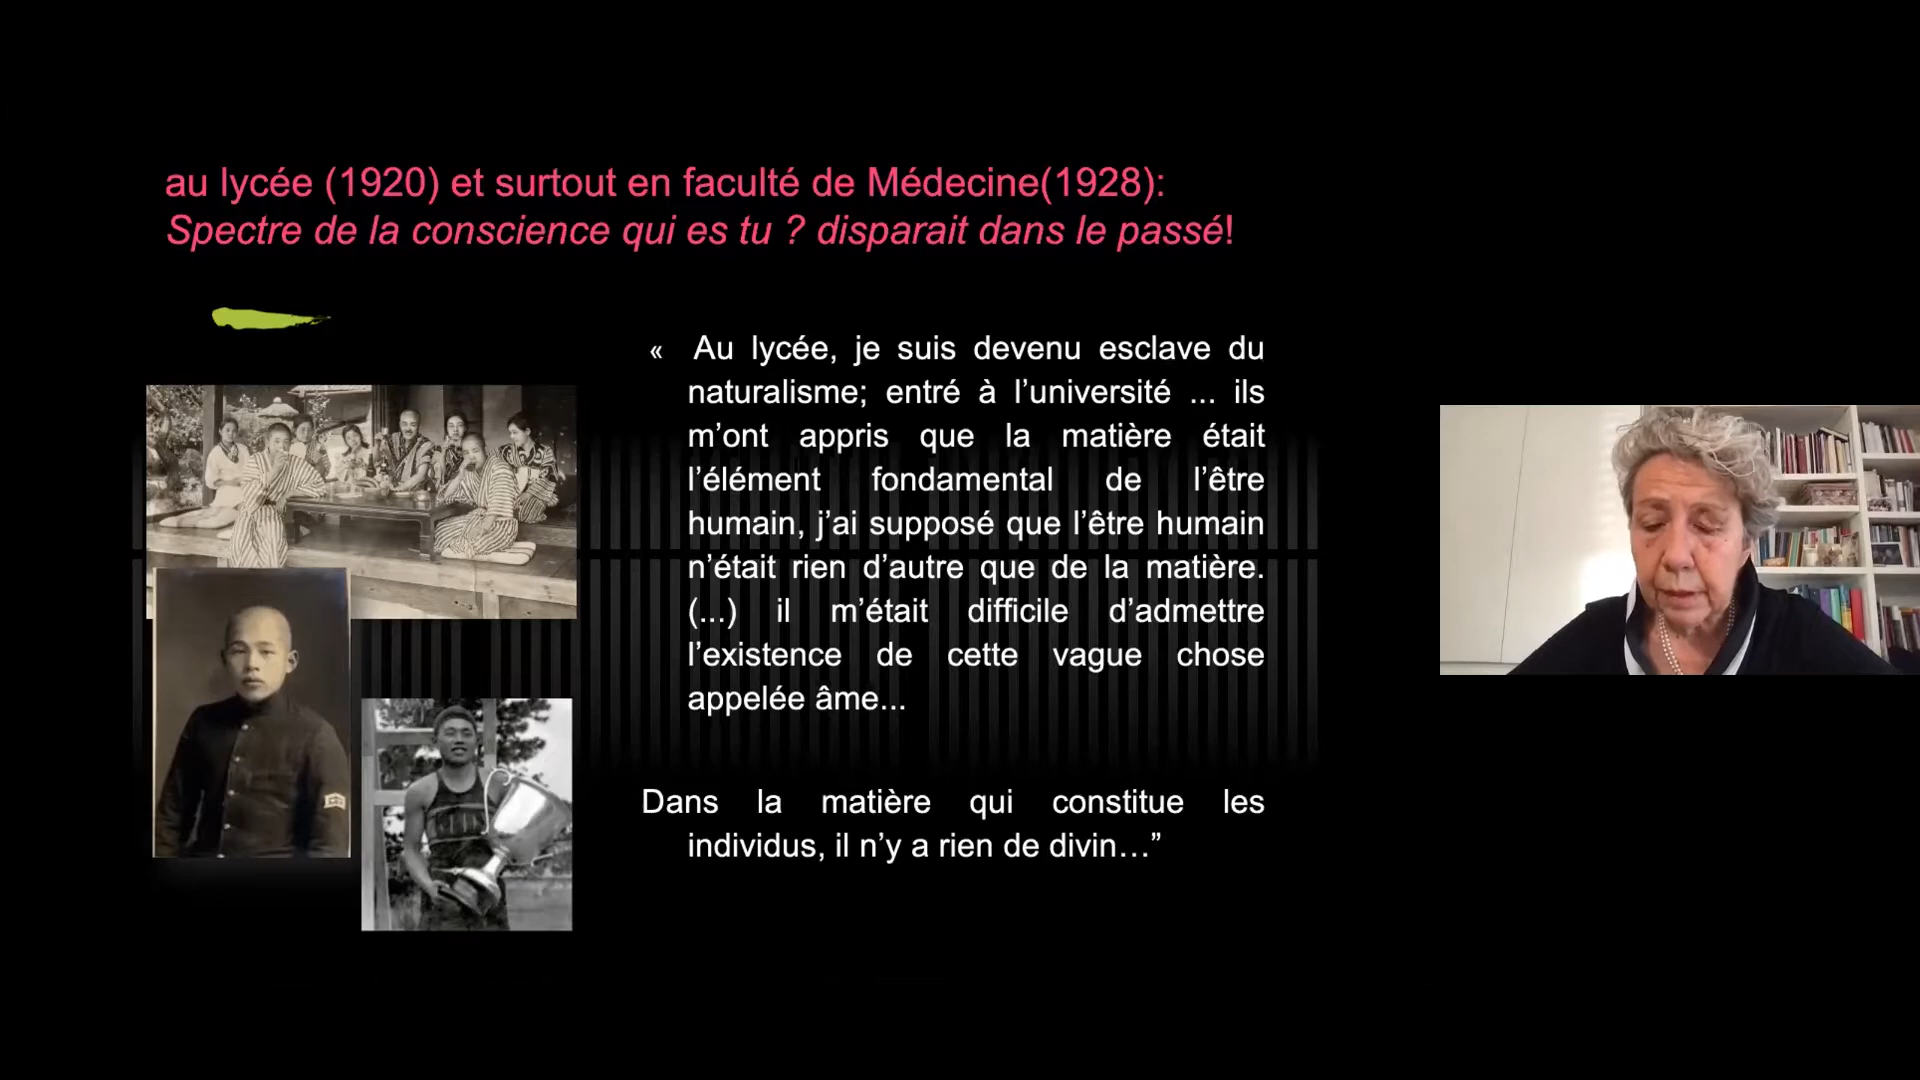 au lycée (1920) et surtout en faculté de Médecine(1928):
Spectre de la conscience qui es tu ? disparait dans le passé!
« Au lycée, je suis devenu esclave du
naturalisme; entré à l’université ... ils
m’ont appris que la matière était
l’élément fondamental de l’être
humain, j’ai supposé que l’être humain
n’était rien d’autre que de la matière.
(...) il m’était difficile d’admettre
l’existence de cette vague chose
appelée âme...
Dans la matière qui constitue les
individus, il n’y a rien de divin…”